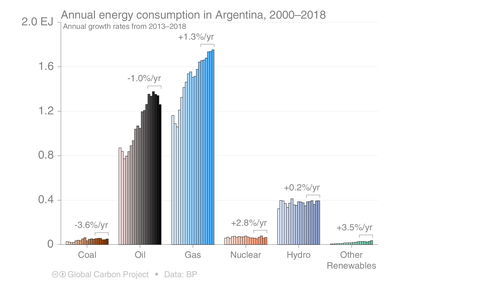 Annual energy consumption in Argentina, 2000–2018
Annual growth rates from 2013–2018
2.0 EJ
1.6
1.2
0.8
0.4
0
-3.6%/yr
-1.0%/yr
+1.3%/yr
+2.8%/yr
+0.2%/yr
+3.5%/yr
Coal
Oil
Gas
Nuclear
Hydro
Other
Renewables
Global Carbon Project • Data: BP